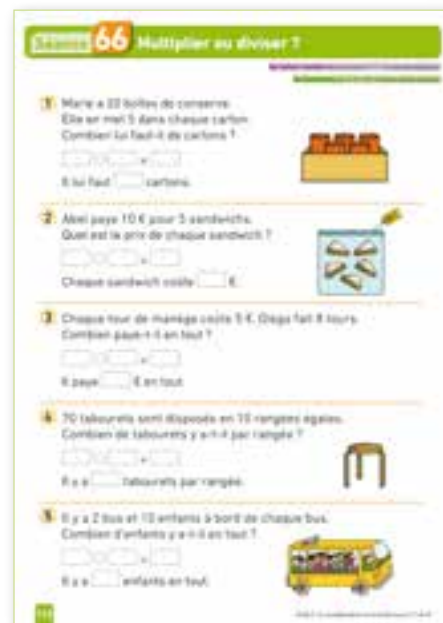 Séance 66 Multiplier ou diviser ?
1 Marie a 20 boîtes de conserve.
Elle en met 5 dans chaque carton.
Combien lui faut-il de cartons ?
=
Il lui faut cartons.
2 Abel paye 10 € pour 5 sandwichs.
Quel est le prix de chaque sandwich ?
=
Chaque sandwich coûte €.
3 Chaque tour de manège coûte 5 €. Diego fait 8 tours.
Combien paye-t-il en tout ?
=
Il paye € en tout.
4 70 tabourets sont disposés en 10 rangées égales.
Combien de tabourets y a-t-il par rangée ?
=
Il y a tabourets par rangée.
5 Il y a 2 bus et 10 enfants à bord de chaque bus.
Combien d'enfants y a-t-il en tout ?
=
Il y a enfants en tout.